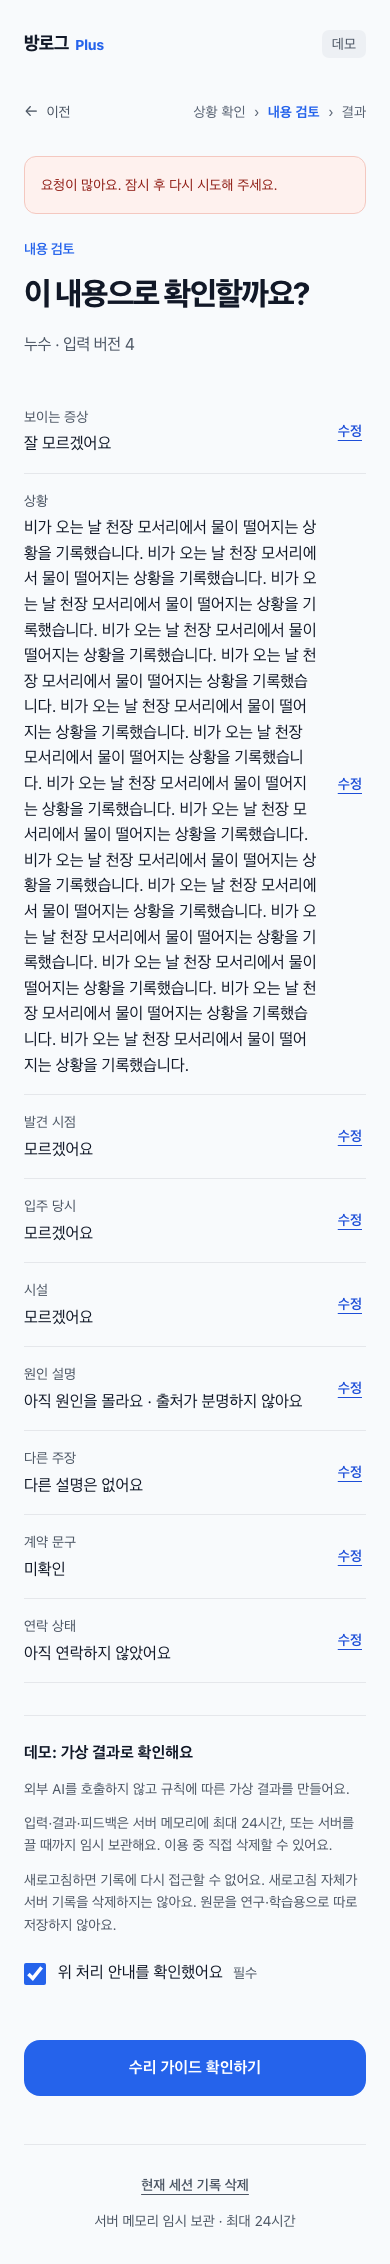 방로그 Plus
데모
← 이전
상황 확인 › 내용 검토 › 결과
요청이 많아요. 잠시 후 다시 시도해 주세요.
내용 검토
이 내용으로 확인할까요?
누수 · 입력 버전 4
보이는 증상
잘 모르겠어요
수정
상황
비가 오는 날 천장 모서리에서 물이 떨어지는 상
황을 기록했습니다. 비가 오는 날 천장 모서리에
서 물이 떨어지는 상황을 기록했습니다. 비가 오
는 날 천장 모서리에서 물이 떨어지는 상황을 기
록했습니다. 비가 오는 날 천장 모서리에서 물이
떨어지는 상황을 기록했습니다. 비가 오는 날 천
장 모서리에서 물이 떨어지는 상황을 기록했습
니다. 비가 오는 날 천장 모서리에서 물이 떨어
지는 상황을 기록했습니다. 비가 오는 날 천장
모서리에서 물이 떨어지는 상황을 기록했습니
다. 비가 오는 날 천장 모서리에서 물이 떨어지
는 상황을 기록했습니다. 비가 오는 날 천장 모
서리에서 물이 떨어지는 상황을 기록했습니다.
비가 오는 날 천장 모서리에서 물이 떨어지는 상
황을 기록했습니다. 비가 오는 날 천장 모서리에
서 물이 떨어지는 상황을 기록했습니다. 비가 오
는 날 천장 모서리에서 물이 떨어지는 상황을 기
록했습니다. 비가 오는 날 천장 모서리에서 물이
떨어지는 상황을 기록했습니다. 비가 오는 날 천
장 모서리에서 물이 떨어지는 상황을 기록했습
니다. 비가 오는 날 천장 모서리에서 물이 떨어
지는 상황을 기록했습니다.
수정
발견 시점
모르겠어요
수정
입주 당시
모르겠어요
수정
시설
모르겠어요
수정
원인 설명
아직 원인을 몰라요 · 출처가 분명하지 않아요
수정
다른 주장
다른 설명은 없어요
수정
계약 문구
미확인
수정
연락 상태
아직 연락하지 않았어요
수정
데모: 가상 결과로 확인해요
외부 AI를 호출하지 않고 규칙에 따른 가상 결과를 만들어요.
입력·결과·피드백은 서버 메모리에 최대 24시간, 또는 서버를
끌 때까지 임시 보관해요. 이용 중 직접 삭제할 수 있어요.
새로고침하면 기록에 다시 접근할 수 없어요. 새로고침 자체가
서버 기록을 삭제하지는 않아요. 원문을 연구·학습용으로 따로
저장하지 않아요.
위 처리 안내를 확인했어요 필수
수리 가이드 확인하기
현재 세션 기록 삭제
서버 메모리 임시 보관 · 최대 24시간